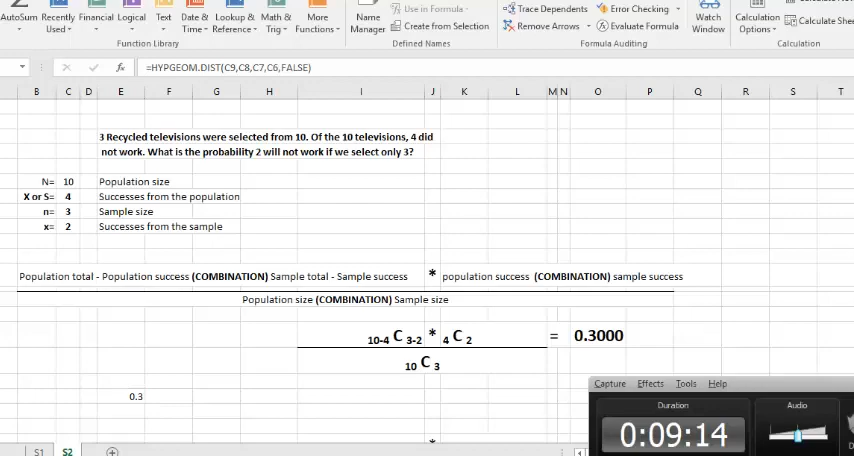 AutoSum Recently Financial Logical Text Date & Lookup & Math & More
Used Time Reference Trig Functions
Function Library
Name Manager
Use in Formula
Create from Selection
Defined Names
Trace Dependents
Error Checking
Remove Arrows
Evaluate Formula
Formula Auditing
Watch Window
Calculation Options
Calculate
Calculation
fx =HYPGEOM.DIST(C9,C8,C7,C6,FALSE)
B C D E F G H I J K L M N O P Q R S T
3 Recycled televisions were selected from 10. Of the 10 televisions, 4 did
not work. What is the probability 2 will not work if we select only 3?
N= 10 Population size
X or S= 4 Successes from the population
n= 3 Sample size
x= 2 Successes from the sample
Population total - Population success (COMBINATION) Sample total - Sample success * population success (COMBINATION) sample success
Population size (COMBINATION) Sample size
10-4 C 3-2 * 4 C 2 = 0.3000
10 C 3
0.3
*
Capture Effects Tools Help
Duration Audio
0:09:14
S1 S2